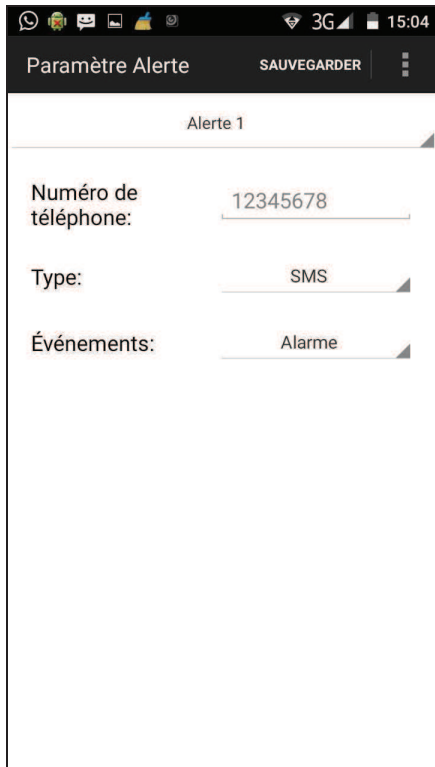 3G 15:04
Paramètre Alerte SAUVEGARDER
Alerte 1
Numéro de
téléphone: 12345678
Type: SMS
Événements: Alarme